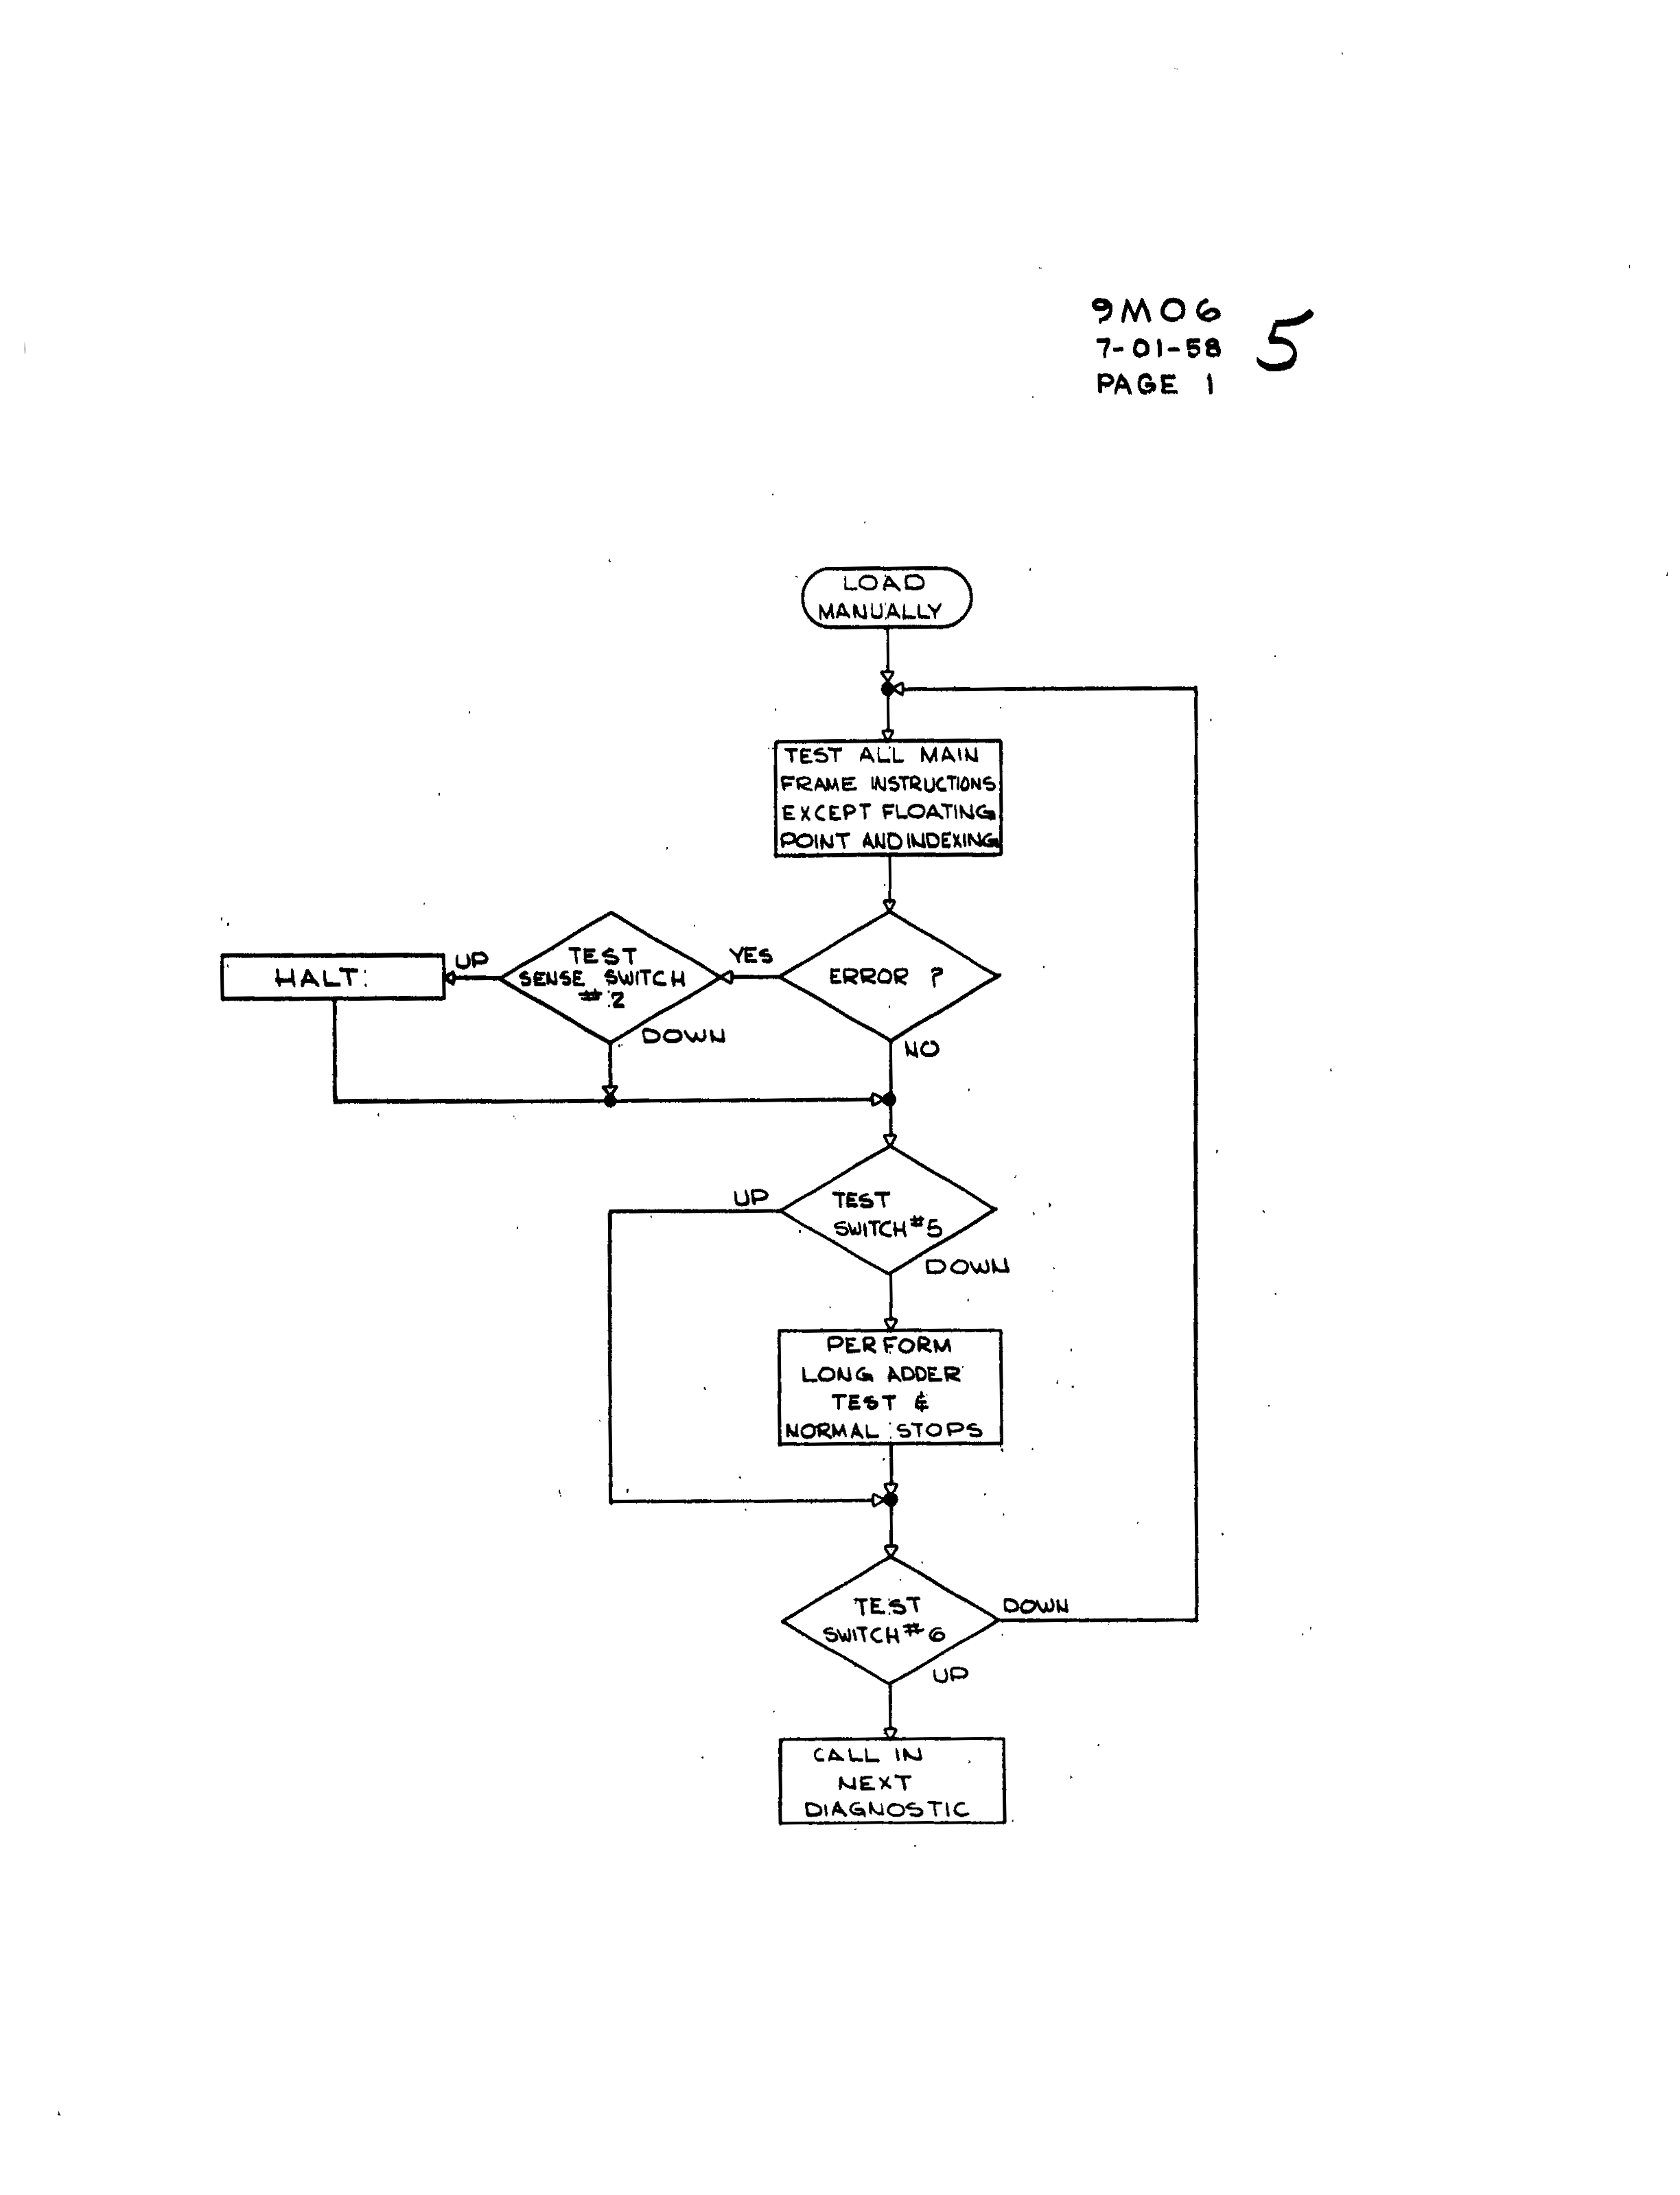 9M06
7-01-58
PAGE 1
5
LOAD
MANUALLY
TEST ALL MAIN
FRAME INSTRUCTIONS
EXCEPT FLOATING
POINT AND INDEXING
ERROR ?
YES
NO
TEST
SENSE SWITCH
# 2
UP
DOWN
HALT
TEST
SWITCH #5
UP
DOWN
PERFORM
LONG ADDER
TEST &
NORMAL STOPS
TEST
SWITCH # 6
DOWN
UP
CALL IN
NEXT
DIAGNOSTIC